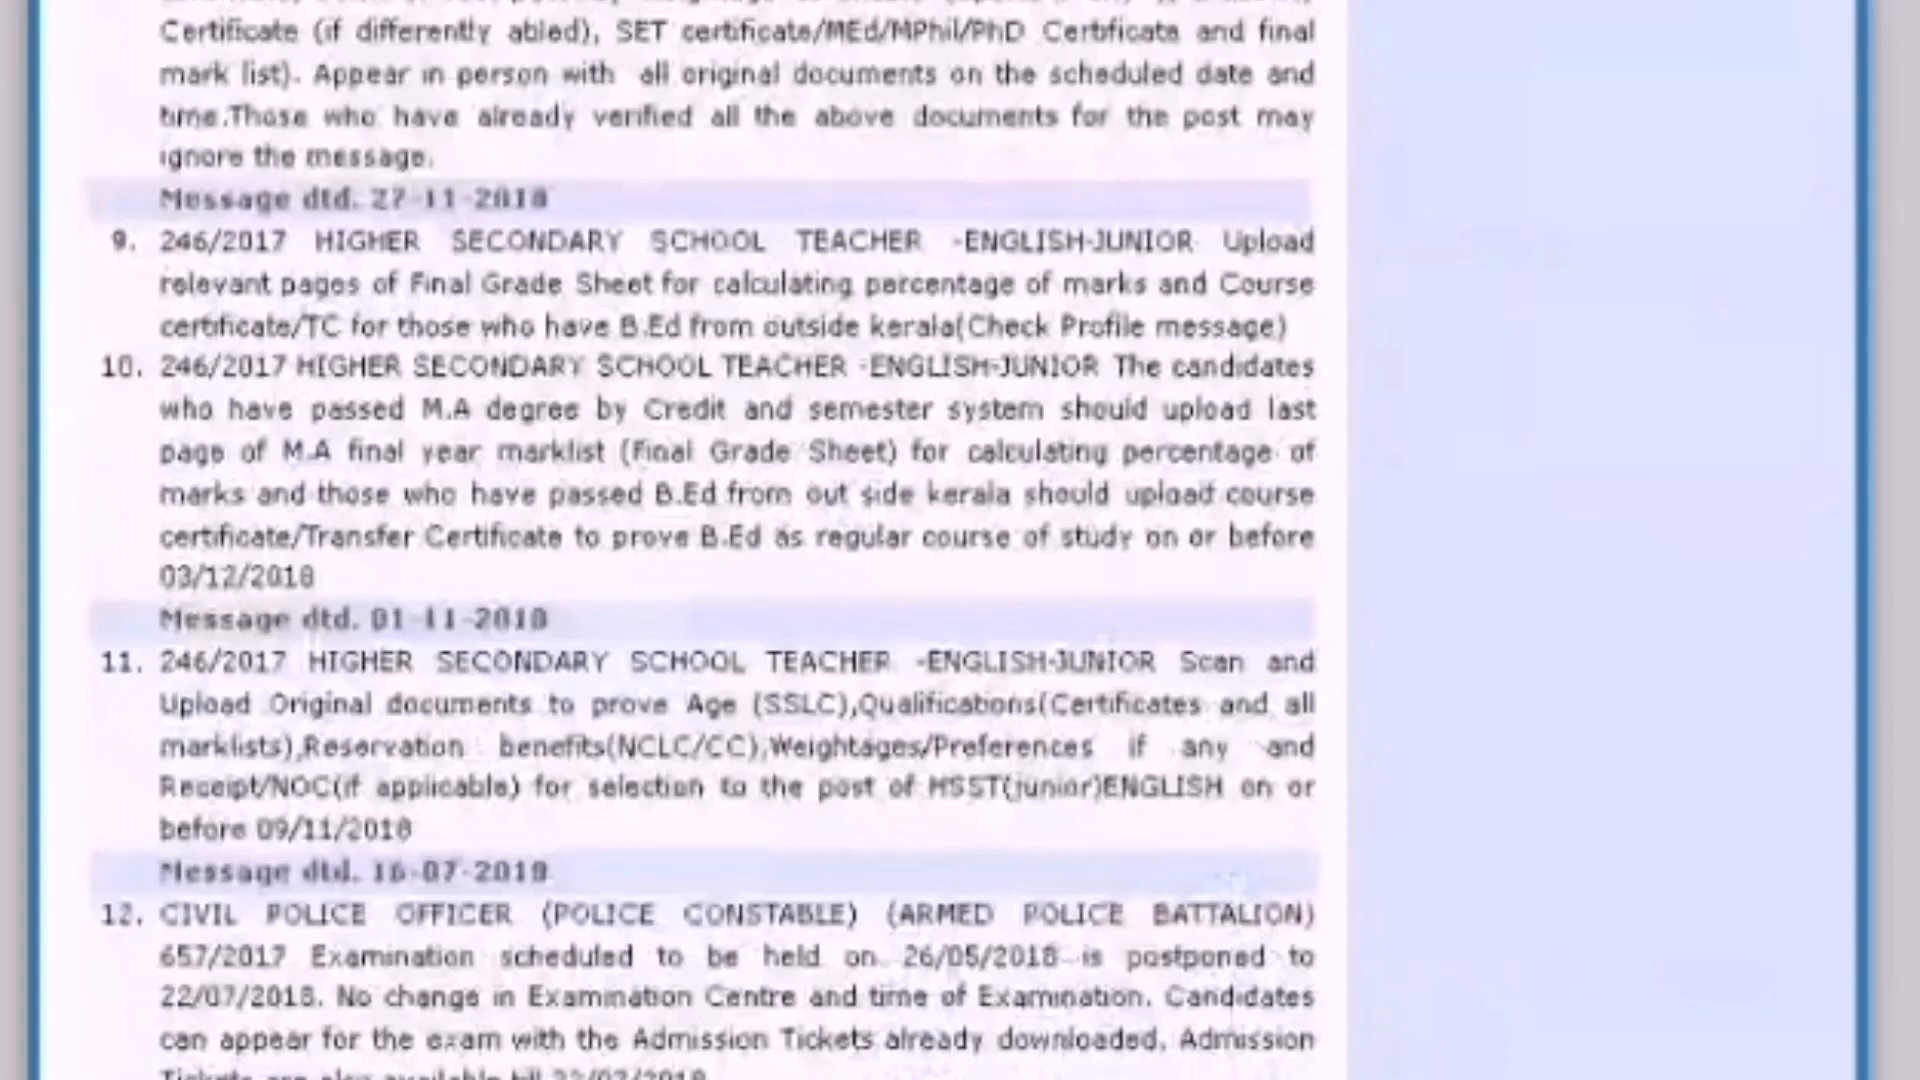 Certificate (if differently abled), SET certificate/MEd/MPhil/PhD Certificate and final
mark list). Appear in person with all original documents on the scheduled date and
time.Those who have already verified all the above documents for the post may
ignore the message.
Message dtd. 27-11-2018
9. 246/2017 HIGHER SECONDARY SCHOOL TEACHER -ENGLISH-JUNIOR Upload
relevant pages of Final Grade Sheet for calculating percentage of marks and Course
certificate/TC for those who have B.Ed from outside kerala(Check Profile message)
10. 246/2017 HIGHER SECONDARY SCHOOL TEACHER -ENGLISH-JUNIOR The candidates
who have passed M.A degree by Credit and semester system should upload last
page of M.A final year marklist (Final Grade Sheet) for calculating percentage of
marks and those who have passed B.Ed from out side kerala should upload course
certificate/Transfer Certificate to prove B.Ed as regular course of study on or before
03/12/2018
Message dtd. 01-11-2018
11. 246/2017 HIGHER SECONDARY SCHOOL TEACHER -ENGLISH-JUNIOR Scan and
Upload Original documents to prove Age (SSLC),Qualifications(Certificates and all
marklists),Reservation benefits(NCLC/CC),Weightages/Preferences if any and
Receipt/NOC(if applicable) for selection to the post of HSST(junior)ENGLISH on or
before 09/11/2018
Message dtd. 16-07-2018
12. CIVIL POLICE OFFICER (POLICE CONSTABLE) (ARMED POLICE BATTALION)
657/2017 Examination scheduled to be held on 26/05/2018 is postponed to
22/07/2018. No change in Examination Centre and time of Examination. Candidates
can appear for the exam with the Admission Tickets already downloaded. Admission
Tickets are also available till 22/07/2018